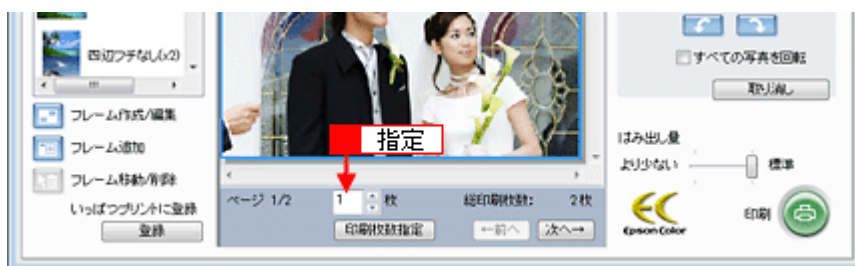 四辺フチなし(x2)
フレーム作成/編集
フレーム追加
フレーム移動/削除
いっぱつプリントに登録
登録
指定
ページ 1/2
1
枚
総印刷枚数: 2枚
印刷枚数指定
←前へ
次へ→
すべての写真を回転
取り消し
はみ出し量
より少ない
標準
Epson Color
印刷